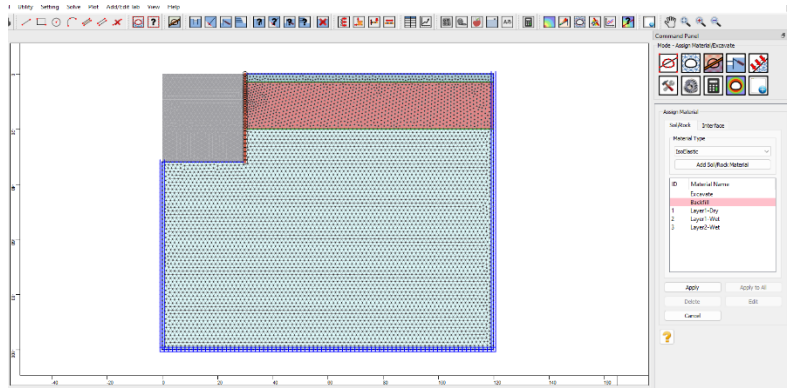 Utility Setting Solve Plot Add/Edit Tab View Help
Command Panel
Mode - Assign Material/Excavate
Assign Material
Soil/Rock Interface
Material Type
IsoElastic
Add Soil/Rock Material
ID Material Name
Excavate
Backfill
1 Layer1-Dry
2 Layer1-Wet
3 Layer2-Wet
Apply Apply to All
Delete Edit
Cancel
-40 -20 0 20 40 60 80 100 120 140 160